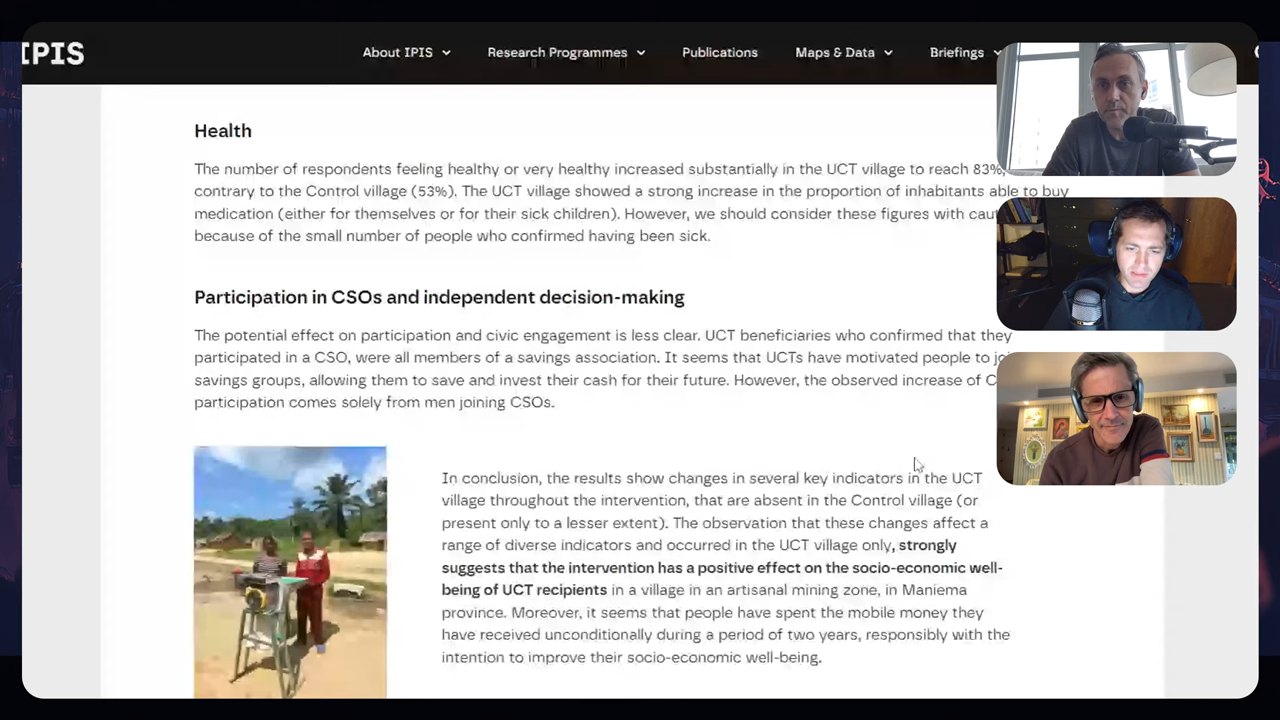 IPIS
About IPIS
Research Programmes
Publications
Maps & Data
Briefings
Health
The number of respondents feeling healthy or very healthy increased substantially in the UCT village to reach 83%,
contrary to the Control village (53%). The UCT village showed a strong increase in the proportion of inhabitants able to buy
medication (either for themselves or for their sick children). However, we should consider these figures with
because of the small number of people who confirmed having been sick.
Participation in CSOs and independent decision-making
The potential effect on participation and civic engagement is less clear. UCT beneficiaries who confirmed that they
participated in a CSO, were all members of a savings association. It seems that UCTs have motivated people to
savings groups, allowing them to save and invest their cash for their future. However, the observed increase of
participation comes solely from men joining CSOs.
In conclusion, the results show changes in several key indicators in the UCT
village throughout the intervention, that are absent in the Control village (or
present only to a lesser extent). The observation that these changes affect a
range of diverse indicators and occurred in the UCT village only, strongly
suggests that the intervention has a positive effect on the socio-economic well-
being of UCT recipients in a village in an artisanal mining zone, in Maniema
province. Moreover, it seems that people have spent the mobile money they
have received unconditionally during a period of two years, responsibly with the
intention to improve their socio-economic well-being.